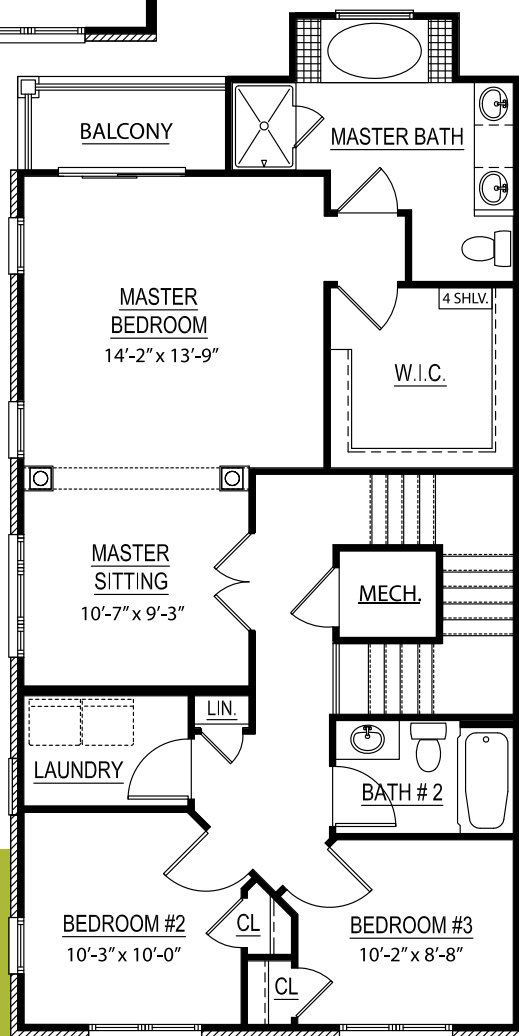 BALCONY
MASTER BATH
MASTER
BEDROOM
14'-2" x 13'-9"
4 SHLV.
W.I.C.
MASTER
SITTING
10'-7" x 9'-3"
MECH.
LIN.
LAUNDRY
BATH # 2
BEDROOM #2
10'-3" x 10'-0"
CL
BEDROOM #3
10'-2" x 8'-8"
CL